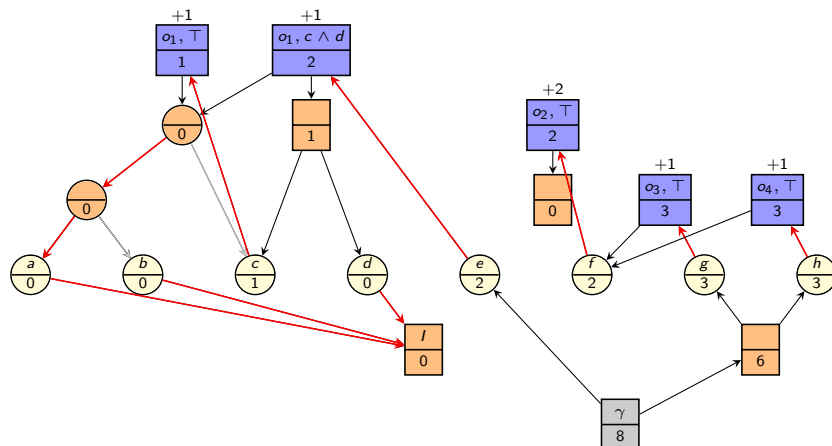 +1 +1
o₁, ⊤ o₁, c ∧ d
1 2
+2
o₂, ⊤
2
0 1
+1 +1
o₃, ⊤ o₄, ⊤
3 3
0 0
a b c d e f g h
0 0 1 0 2 2 3 3
I
0 6
γ
8